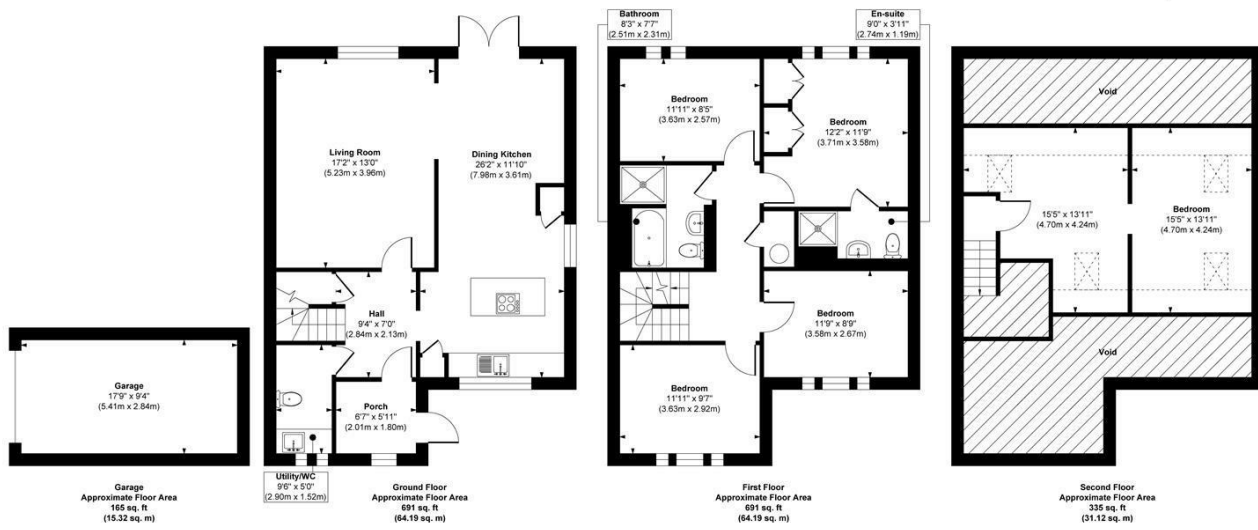 Garage
17'9" x 9'4"
(5.41m x 2.84m)
Garage
Approximate Floor Area
165 sq. ft
(15.32 sq. m)
Living Room
17'2" x 13'0"
(5.23m x 3.96m)
Dining Kitchen
26'2" x 11'10"
(7.98m x 3.61m)
Hall
9'4" x 7'0"
(2.84m x 2.13m)
Porch
6'7" x 5'11"
(2.01m x 1.80m)
Utility/WC
9'6" x 5'0"
(2.90m x 1.52m)
Ground Floor
Approximate Floor Area
691 sq. ft
(64.19 sq. m)
Bathroom
8'3" x 7'7"
(2.51m x 2.31m)
En-suite
9'0" x 3'11"
(2.74m x 1.19m)
Bedroom
11'11" x 8'5"
(3.63m x 2.57m)
Bedroom
12'2" x 11'9"
(3.71m x 3.58m)
Bedroom
11'9" x 8'9"
(3.58m x 2.67m)
Bedroom
11'11" x 9'7"
(3.63m x 2.92m)
First Floor
Approximate Floor Area
691 sq. ft
(64.19 sq. m)
Void
15'5" x 13'11"
(4.70m x 4.24m)
Bedroom
15'5" x 13'11"
(4.70m x 4.24m)
Void
Second Floor
Approximate Floor Area
335 sq. ft
(31.12 sq. m)